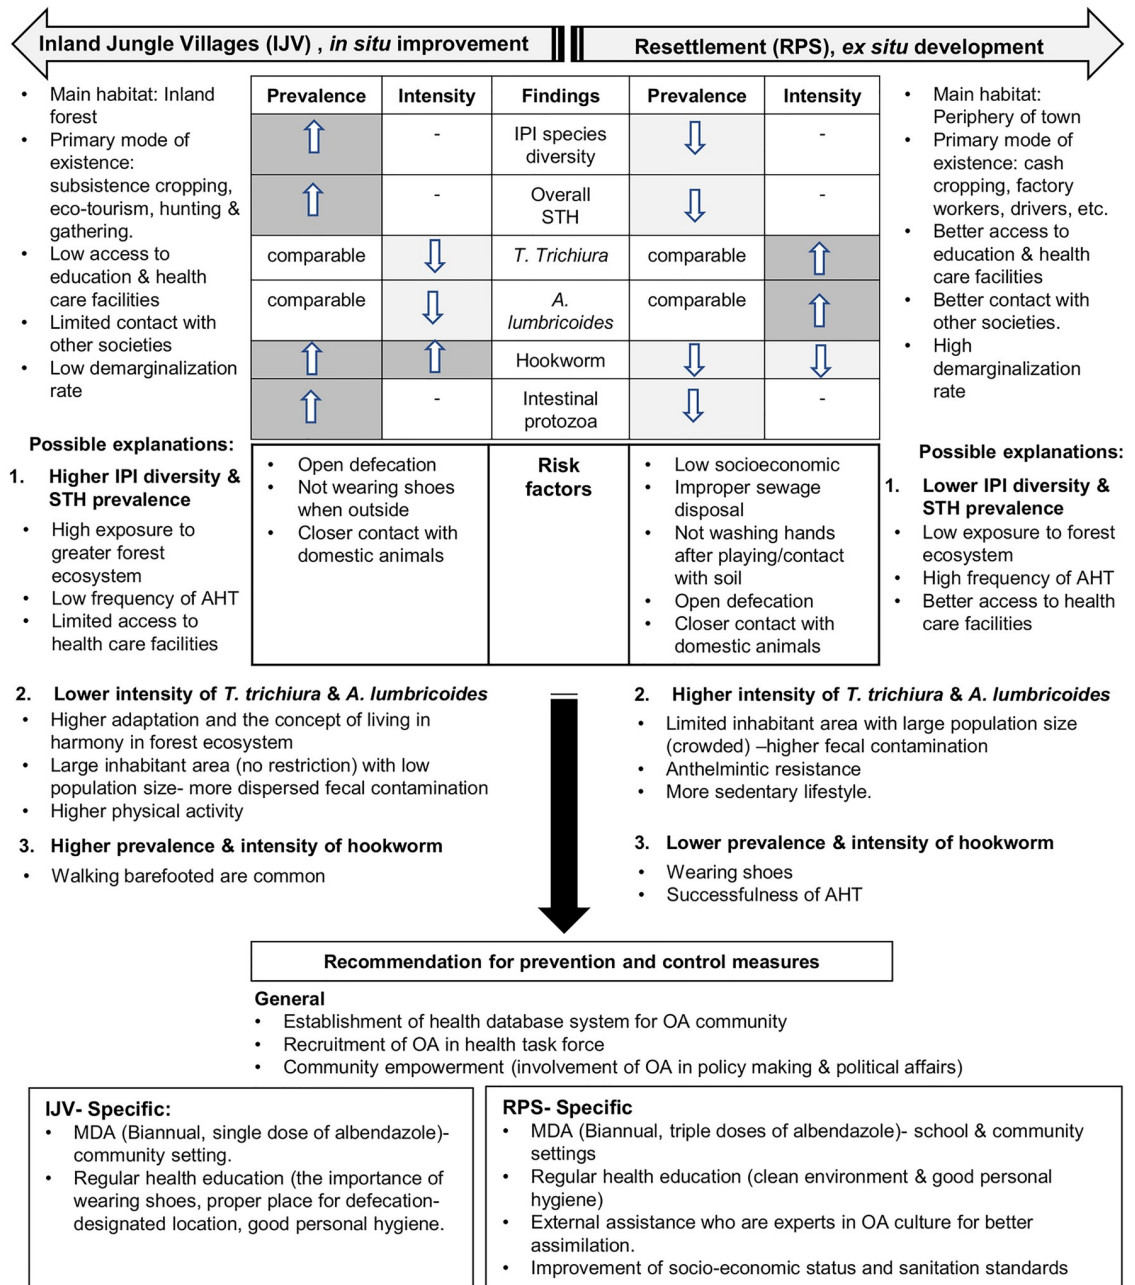 Inland Jungle Villages (IJV) , in situ improvement
Resettlement (RPS), ex situ development
• Main habitat: Inland
forest
• Primary mode of
existence:
subsistence cropping,
eco-tourism, hunting &
gathering.
• Low access to
education & health
care facilities
• Limited contact with
other societies
• Low demarginalization
rate
Prevalence Intensity Findings Prevalence Intensity
- IPI species
diversity -
- Overall
STH -
comparable T. Trichiura comparable
comparable A.
lumbricoides comparable
Hookworm
- Intestinal
protozoa -
• Main habitat:
Periphery of town
• Primary mode of
existence: cash
cropping, factory
workers, drivers, etc.
• Better access to
education & health
care facilities
• Better contact with
other societies.
• High
demarginalization
rate
Possible explanations:
1. Higher IPI diversity &
STH prevalence
• High exposure to
greater forest
ecosystem
• Low frequency of AHT
• Limited access to
health care facilities
• Open defecation
• Not wearing shoes
when outside
• Closer contact with
domestic animals
Risk
factors
• Low socioeconomic
• Improper sewage
disposal
• Not washing hands
after playing/contact
with soil
• Open defecation
• Closer contact with
domestic animals
Possible explanations:
1. Lower IPI diversity &
STH prevalence
• Low exposure to forest
ecosystem
• High frequency of AHT
• Better access to health
care facilities
2. Lower intensity of T. trichiura & A. lumbricoides
• Higher adaptation and the concept of living in
harmony in forest ecosystem
• Large inhabitant area (no restriction) with low
population size- more dispersed fecal contamination
• Higher physical activity
3. Higher prevalence & intensity of hookworm
• Walking barefooted are common
2. Higher intensity of T. trichiura & A. lumbricoides
• Limited inhabitant area with large population size
(crowded) –higher fecal contamination
• Anthelmintic resistance
• More sedentary lifestyle.
3. Lower prevalence & intensity of hookworm
• Wearing shoes
• Successfulness of AHT
Recommendation for prevention and control measures
General
• Establishment of health database system for OA community
• Recruitment of OA in health task force
• Community empowerment (involvement of OA in policy making & political affairs)
IJV- Specific:
• MDA (Biannual, single dose of albendazole)-
community setting.
• Regular health education (the importance of
wearing shoes, proper place for defecation-
designated location, good personal hygiene.
RPS- Specific
• MDA (Biannual, triple doses of albendazole)- school & community
settings
• Regular health education (clean environment & good personal
hygiene)
• External assistance who are experts in OA culture for better
assimilation.
• Improvement of socio-economic status and sanitation standards